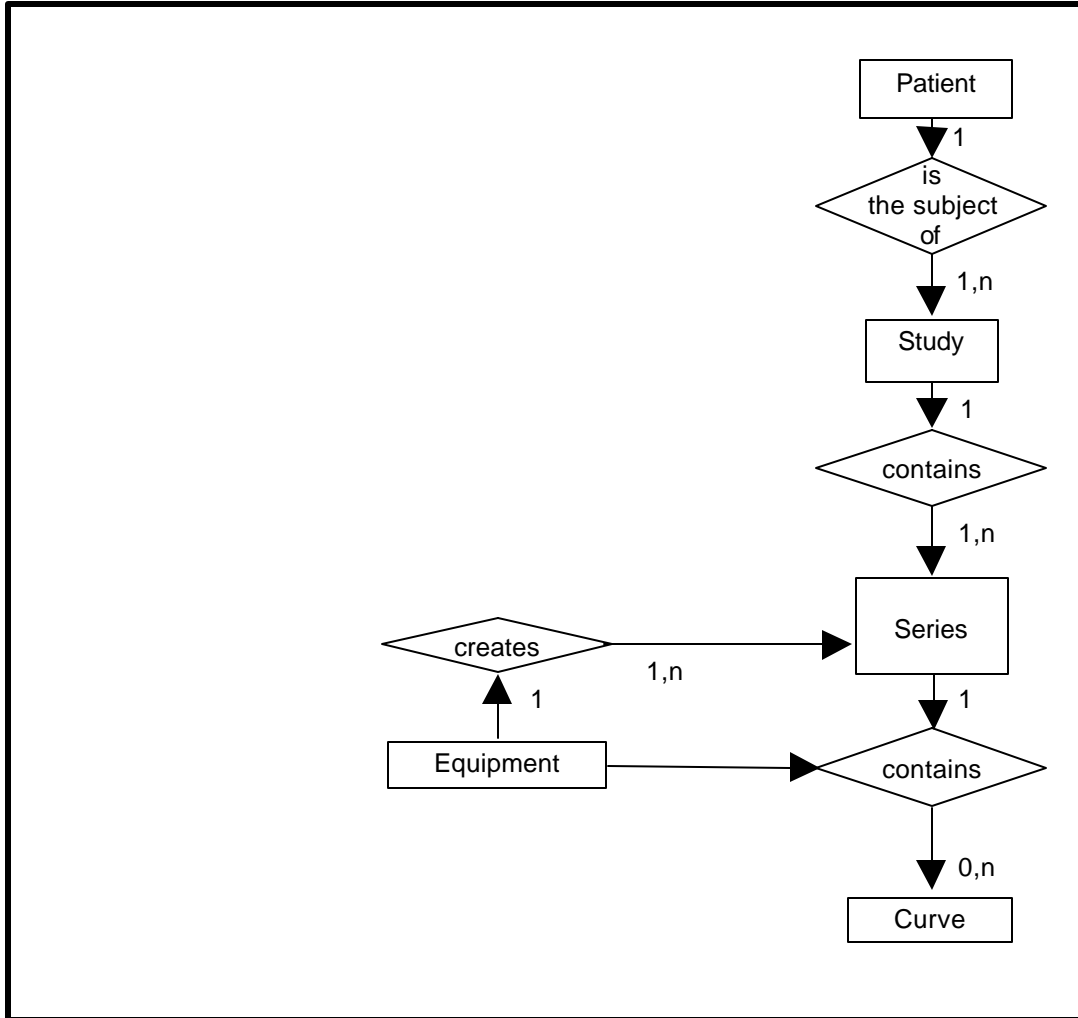 Patient
1
is
the subject
of
1,n
Study
1
contains
1,n
Series
creates
1,n
1
1
Equipment
contains
0,n
Curve